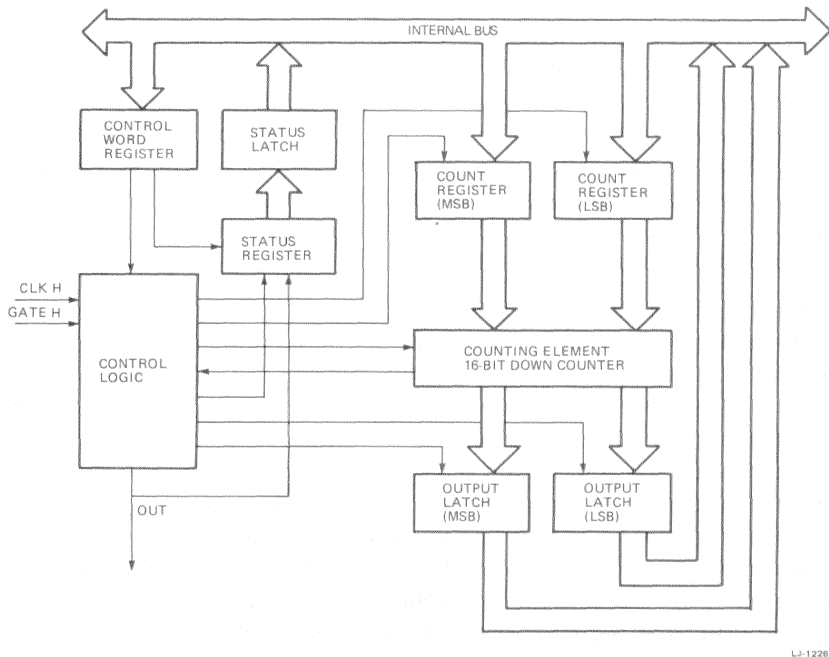 INTERNAL BUS
CONTROL
WORD
REGISTER
STATUS
LATCH
COUNT
REGISTER
(MSB)
COUNT
REGISTER
(LSB)
STATUS
REGISTER
CLK H
GATE H
CONTROL
LOGIC
COUNTING ELEMENT
16-BIT DOWN COUNTER
OUTPUT
LATCH
(MSB)
OUTPUT
LATCH
(LSB)
OUT
LJ-1226